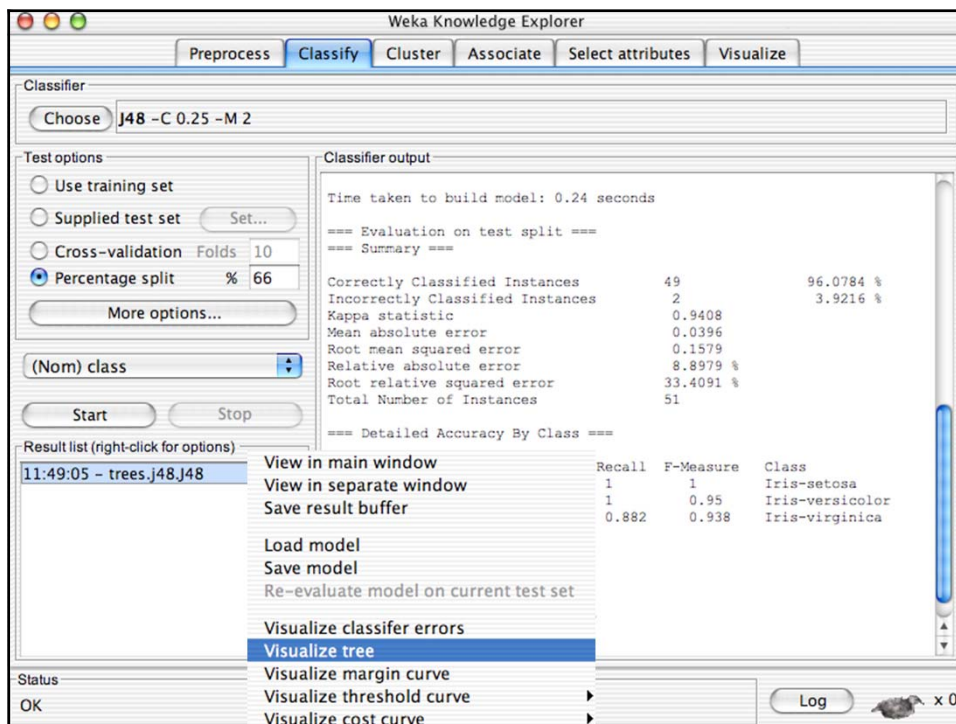 Weka Knowledge Explorer
Preprocess Classify Cluster Associate Select attributes Visualize
Classifier
Choose J48 -C 0.25 -M 2
Test options
Use training set
Supplied test set Set...
Cross-validation Folds 10
Percentage split % 66
More options...
(Nom) class
Start Stop
Result list (right-click for options)
11:49:05 - trees.j48.J48
Classifier output
Time taken to build model: 0.24 seconds
=== Evaluation on test split ===
=== Summary ===
Correctly Classified Instances 49 96.0784 %
Incorrectly Classified Instances 2 3.9216 %
Kappa statistic 0.9408
Mean absolute error 0.0396
Root mean squared error 0.1579
Relative absolute error 8.8979 %
Root relative squared error 33.4091 %
Total Number of Instances 51
=== Detailed Accuracy By Class ===
Recall F-Measure Class
1 1 Iris-setosa
1 0.95 Iris-versicolor
0.882 0.938 Iris-virginica
View in main window
View in separate window
Save result buffer
Load model
Save model
Re-evaluate model on current test set
Visualize classifer errors
Visualize tree
Visualize margin curve
Visualize threshold curve
Visualize cost curve
Status
OK
Log x 0